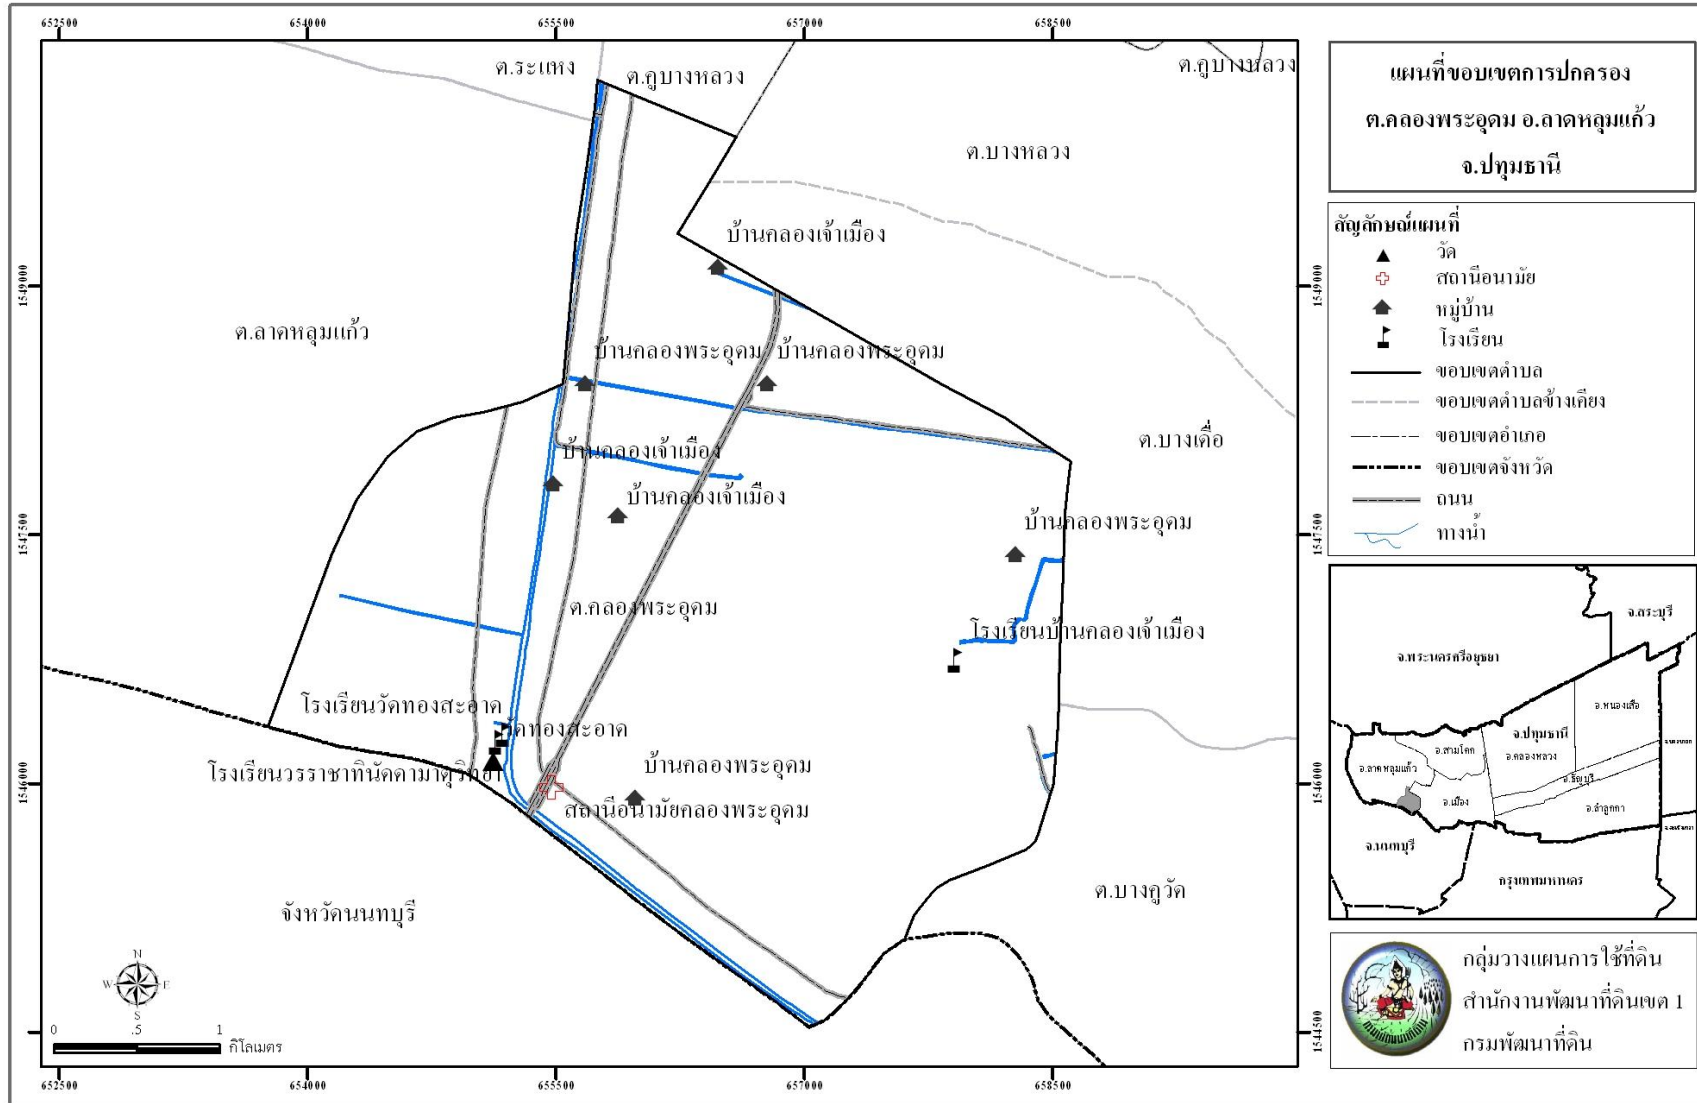 652500 654000 655500 657000 658500
ต.ระแหง
ต.คูบางหลวง
ต.คูบางหลวง
ต.บางหลวง
บ้านคลองเจ้าเมือง
1549000
1549000
ต.ลาดหลุมแก้ว
บ้านคลองพระอุดม
บ้านคลองพระอุดม
ต.บางเดื่อ
บ้านคลองเจ้าเมือง
บ้านคลองเจ้าเมือง
บ้านคลองพระอุดม
1547500
1547500
ต.คลองพระอุดม
โรงเรียนบ้านคลองเจ้าเมือง
โรงเรียนวัดทองสะอาด
วัดทองสะอาด
บ้านคลองพระอุดม
1546000
1546000
สถานีอนามัยคลองพระอุดม
ต.บางคูวัด
จังหวัดนนทบุรี
N
W E
S
0 .5 1
กิโลเมตร
1544500
652500 654000 655500 657000 658500
แผนที่ขอบเขตการปกครอง
ต.คลองพระอุดม อ.ลาดหลุมแก้ว
จ.ปทุมธานี
สัญลักษณ์แผนที่
วัด
สถานีอนามัย
หมู่บ้าน
โรงเรียน
ขอบเขตตำบล
ขอบเขตตำบลข้างเคียง
ขอบเขตอำเภอ
ขอบเขตจังหวัด
ถนน
ทางน้ำ
จ.สระบุรี
จ.พระนครศรีอยุธยา
อ.หนองเสือ
จ.ปทุมธานี
อ.สามโคก
อ.คลองหลวง
อ.ลาดหลุมแก้ว
อ.ธัญบุรี
อ.เมือง
อ.ลำลูกกา
จ.นนทบุรี
กรุงเทพมหานคร
กลุ่มวางแผนการใช้ที่ดิน
สำนักงานพัฒนาที่ดินเขต 1
กรมพัฒนาที่ดิน